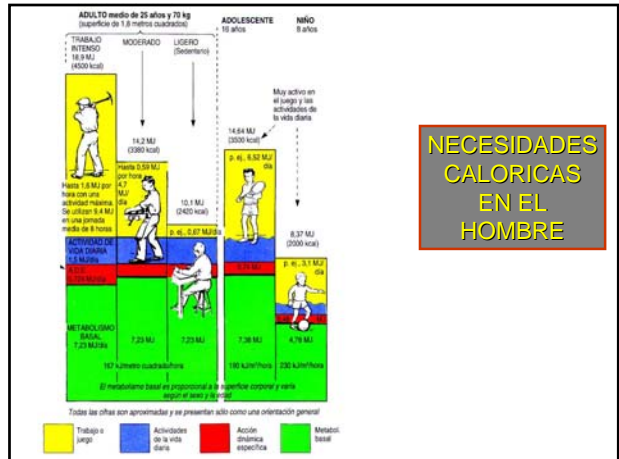 ADULTO medio de 25 años y 70 kg
(superficie de 1,8 metros cuadrados)
TRABAJO
INTENSO
18,9 MJ
(4500 kcal)
MODERADO
LIGERO
(Sedentario)
ADOLESCENTE
16 años
NIÑO
8 años
Muy activo en
el juego y las
actividades de
la vida diaria
14,2 MJ
(3380 kcal)
14,64 MJ
(3500 kcal)
10,1 MJ
(2420 kcal)
8,37 MJ
(2000 kcal)
Hasta 1,6 MJ por
hora con una
actividad máxima.
Se utilizan 9,4 MJ
en una jornada
media de 8 horas
Hasta 0,59 MJ
por hora
4,7
MJ/
día
p. ej., 0,67 MJ/día
p. ej., 6,52 MJ/
día
p. ej., 3,1 MJ/
día
ACTIVIDAD DE
VIDA DIARIA
1,5 MJ/día
A.D.E.
METABOLISMO
BASAL
7,23 MJ/día
7,23 MJ
7,23 MJ
7,38 MJ
4,76 MJ
167 kJ/metro cuadrado/hora
190 kJ/m²/hora
230 kJ/m²/hora
El metabolismo basal es proporcional a la superficie corporal y varía
según el sexo y la edad
Todas las cifras son aproximadas y se presentan sólo como una orientación general
Trabajo o
juego
Actividades
de la vida
diaria
Acción
dinámica
específica
Metabol.
basal
NECESIDADES
CALORICAS
EN EL
HOMBRE